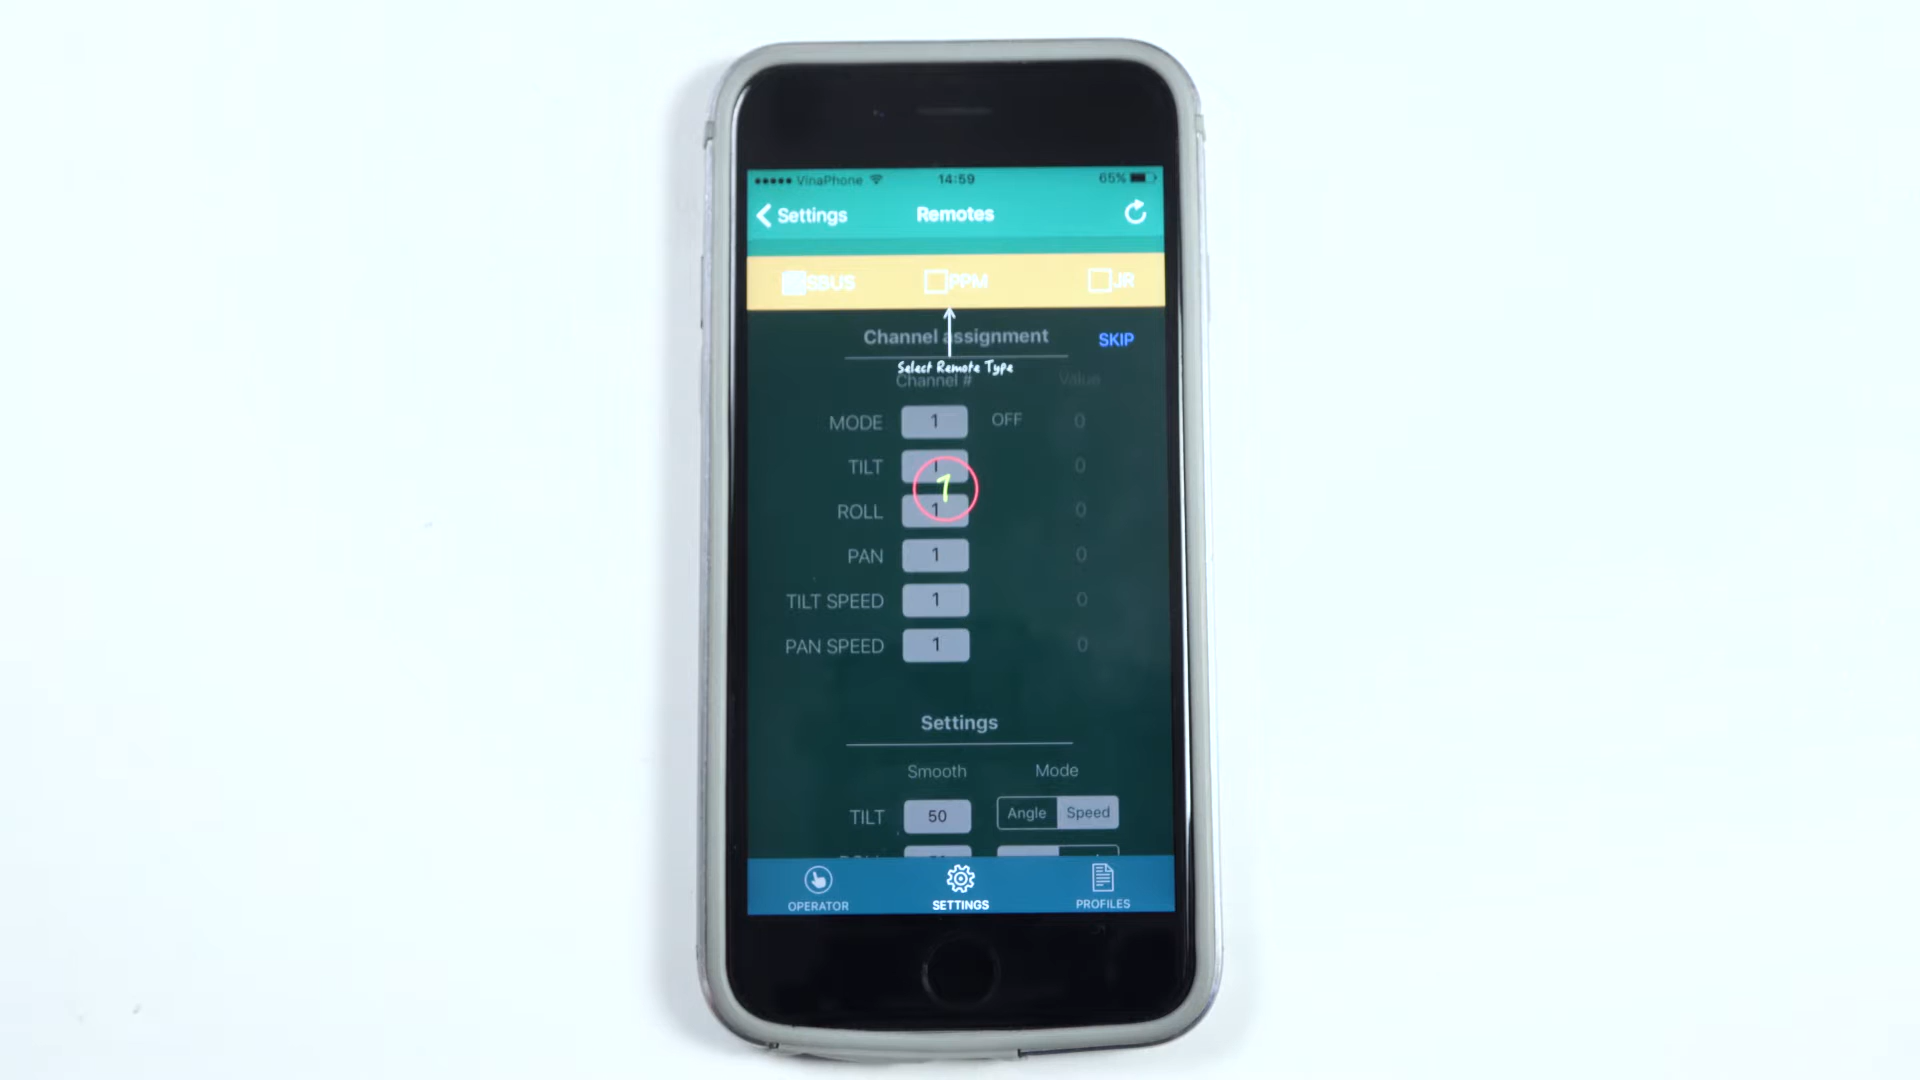 VinaPhone 14:59 65%
Settings Remotes
SBUS PPM JR
Channel assignment SKIP
Select Remote Type
Channel # Value
MODE 1 OFF 0
TILT 1 0
1
ROLL 1 0
PAN 1 0
TILT SPEED 1 0
PAN SPEED 1 0
Settings
Smooth Mode
TILT 50 Angle Speed
OPERATOR SETTINGS PROFILES